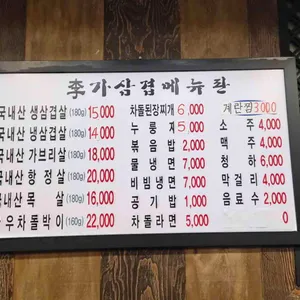 李가삼겹메뉴판
국내산 생삼겹살 (180g) 15,000
국내산 냉삼겹살 (180g) 14,000
국내산 가브리살 (180g) 18,000
국내산 항정살 (180g) 20,000
국내산 목살 (180g) 16,000
우차돌박이 (160g) 22,000
차돌된장찌개 6,000
누룽지 5,000
볶음밥 2,000
물냉면 7,000
비빔냉면 7,000
공기밥 1,000
차돌라면 5,000
계란찜 3000
소주 4,000
맥주 4,000
청하 6,000
막걸리 4,000
음료수 2,000
0